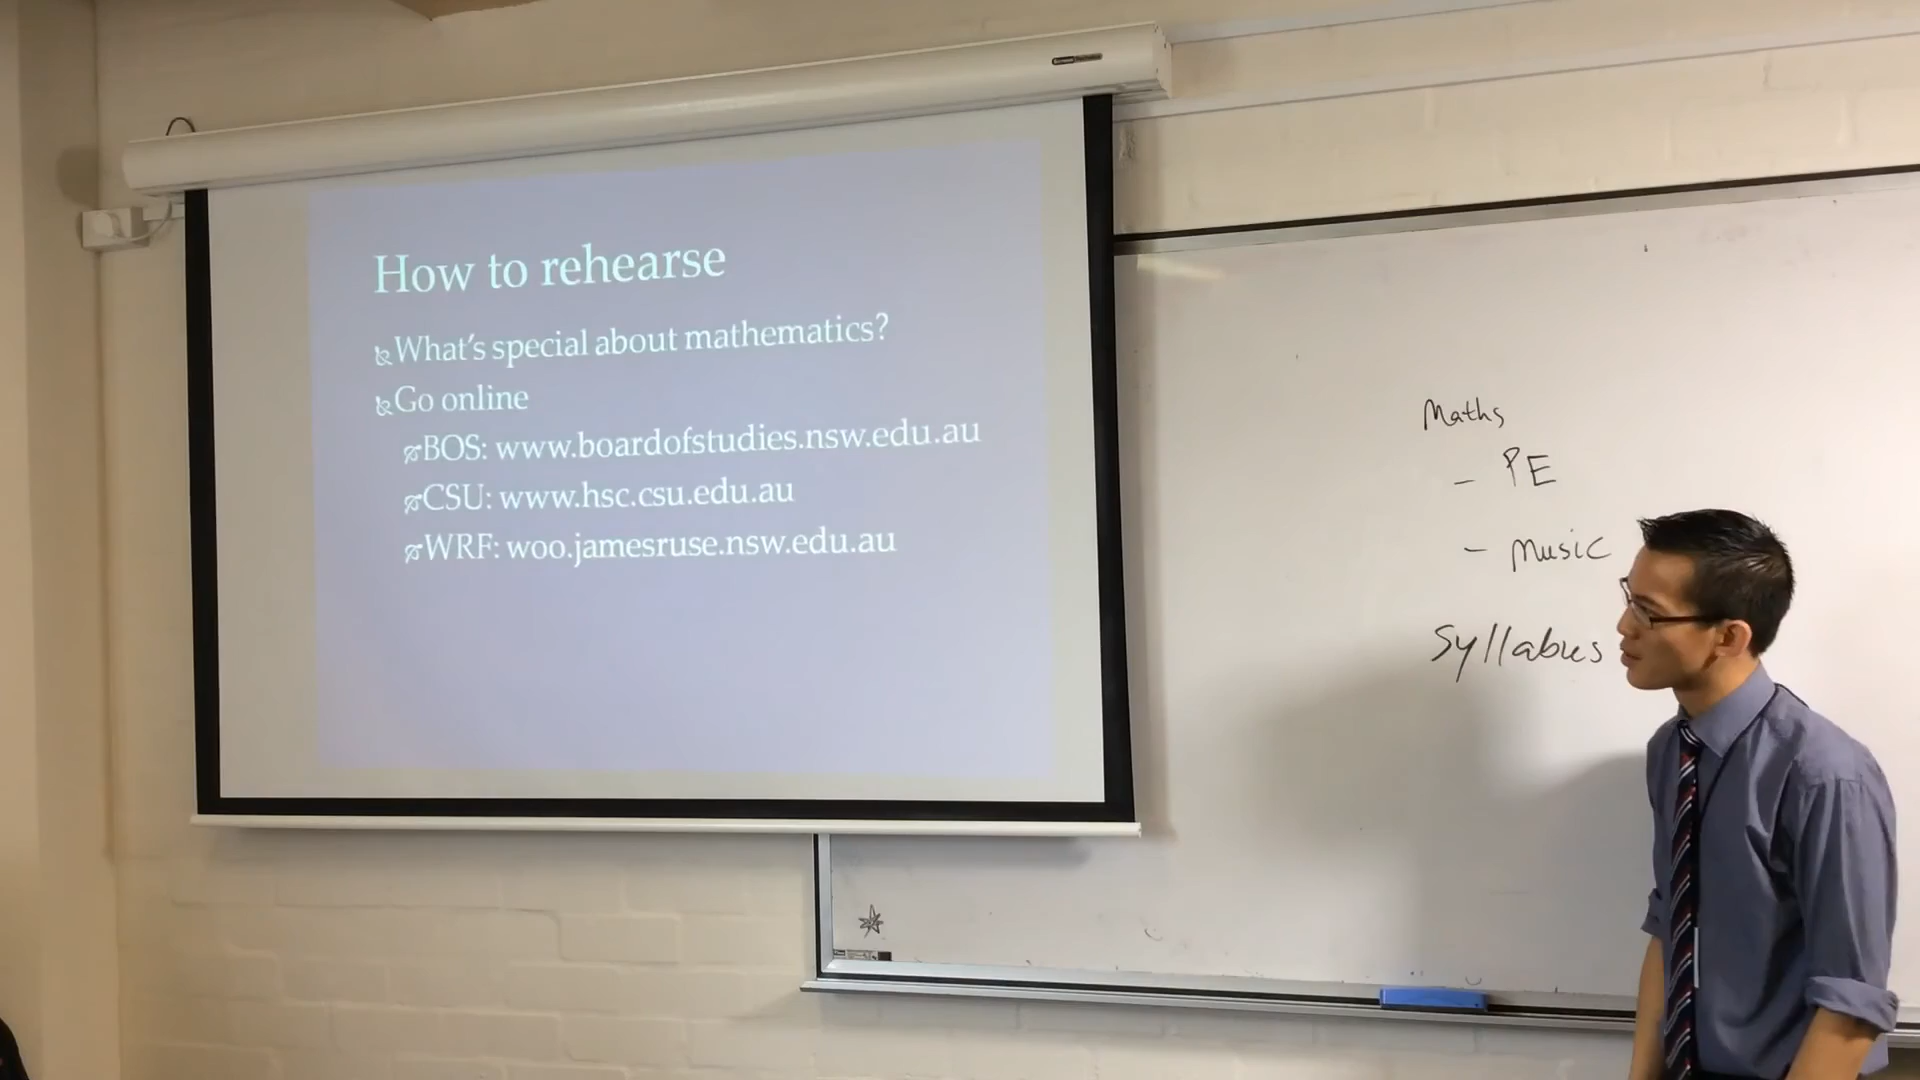 How to rehearse
What's special about mathematics?
Go online
BOS: www.boardofstudies.nsw.edu.au
CSU: www.hsc.csu.edu.au
WRF: woo.jamesruse.nsw.edu.au
Maths
- PE
- Music
Syllabus